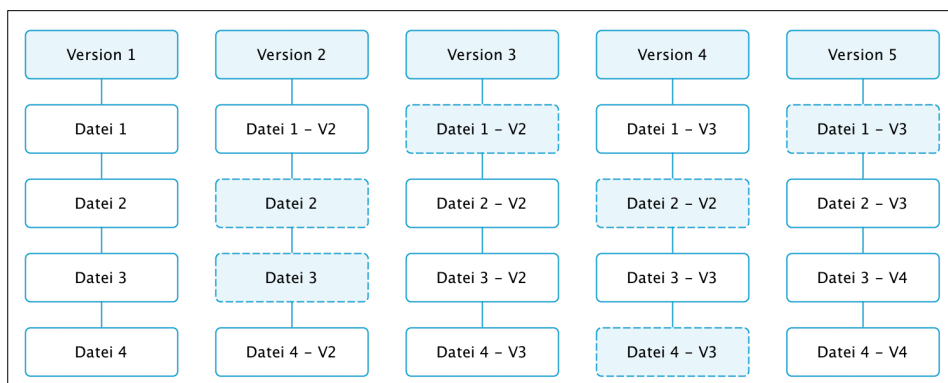 Version 1 Version 2 Version 3 Version 4 Version 5
Datei 1 Datei 1 – V2 Datei 1 – V2 Datei 1 – V3 Datei 1 – V3
Datei 2 Datei 2 Datei 2 – V2 Datei 2 – V2 Datei 2 – V3
Datei 3 Datei 3 Datei 3 – V2 Datei 3 – V3 Datei 3 – V4
Datei 4 Datei 4 – V2 Datei 4 – V3 Datei 4 – V3 Datei 4 – V4